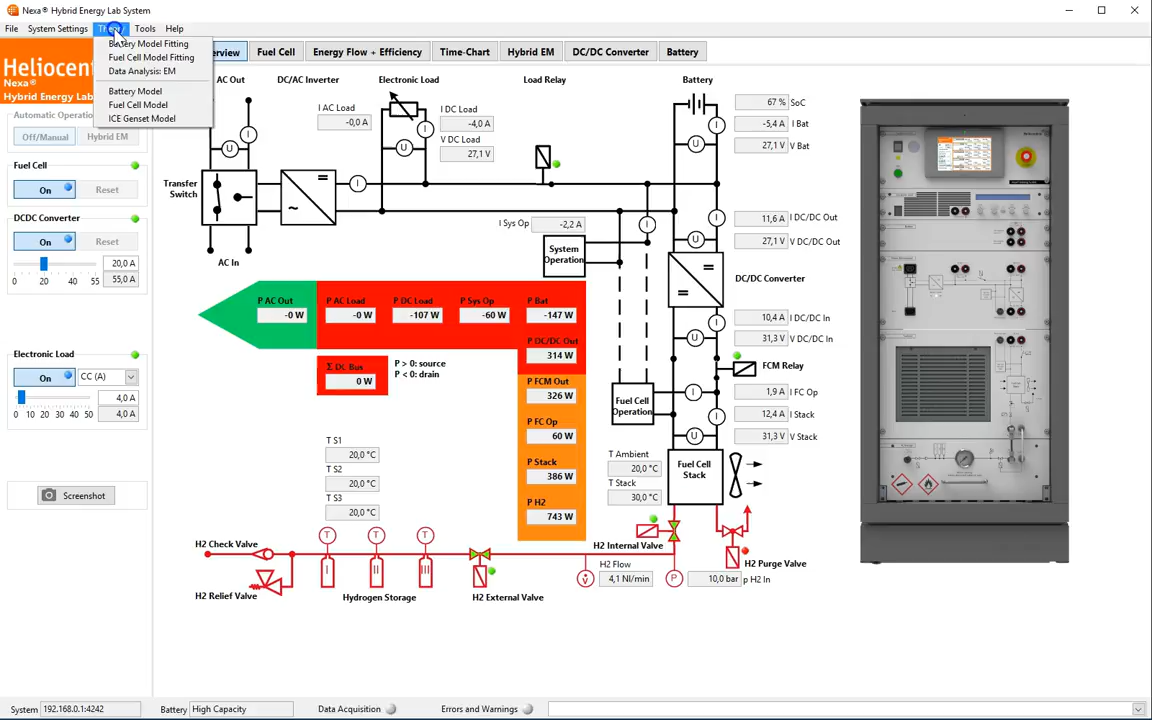 Nexa® Hybrid Energy Lab System
File System Settings Tools Help
Battery Model Fitting
Fuel Cell Model Fitting
Data Analysis: EM
Battery Model
Fuel Cell Model
ICE Genset Model
Fuel Cell Energy Flow + Efficiency Time-Chart Hybrid EM DC/DC Converter Battery
Nexa®
Hybrid Energy Lab
Automatic
Off/Manual Hybrid EM
Fuel Cell
On Reset
DCDC Converter
On Reset
20,0 A
0 20 40 55 55,0 A
Electronic Load
On CC (A)
4,0 A
0 10 20 30 40 50 4,0 A
Screenshot
AC Out DC/AC Inverter Electronic Load Load Relay Battery
I AC Load
-0,0 A
I DC Load
-4,0 A
V DC Load
27,1 V
67 % SoC
-5,4 A I Bat
27,1 V V Bat
U I I U I U
Transfer
Switch
= ~
AC In
I Sys Op -2,2 A
System
Operation
11,6 A I DC/DC Out
27,1 V V DC/DC Out
DC/DC Converter
10,4 A I DC/DC In
31,3 V V DC/DC In
FCM Relay
1,9 A I FC Op
12,4 A I Stack
31,3 V V Stack
P AC Out P AC Load P DC Load P Sys Op P Bat
-0 W -0 W -107 W -60 W -147 W
P DC/DC Out
314 W
Σ DC Bus
0 W
P > 0: source
P < 0: drain
P FCM Out
326 W
P FC Op
60 W
P Stack
386 W
P H2
743 W
Fuel Cell
Operation
T S1
20,0 °C
T S2
20,0 °C
T S3
20,0 °C
T Ambient
20,0 °C
T Stack
30,0 °C
Fuel Cell
Stack
H2 Internal Valve
H2 Check Valve
H2 Relief Valve
T T T
I II III
Hydrogen Storage
H2 External Valve
H2 Flow
4,1 Nl/min
P 10,0 bar p H2 In
H2 Purge Valve
System 192.168.0.1:4242 Battery High Capacity Data Acquisition Errors and Warnings